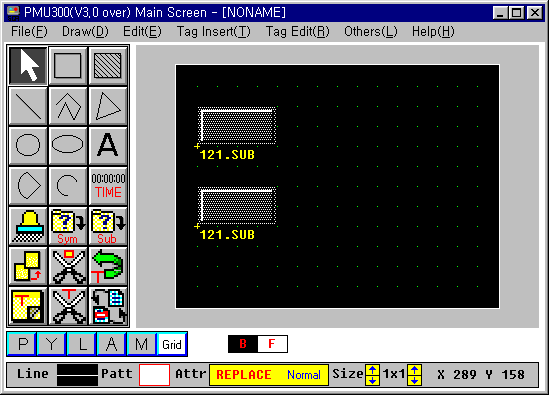 PMU300(V3,0 over) Main Screen - [NONAME]
File(F) Draw(D) Edit(E) Tag Insert(T) Tag Edit(R) Others(L) Help(H)
A
00:00:00
TIME
Sym
Sub
T
T
T
121.SUB
121.SUB
P Y L A M Grid
B F
Line Patt Attr REPLACE Normal Size 1x1 X 289 Y 158